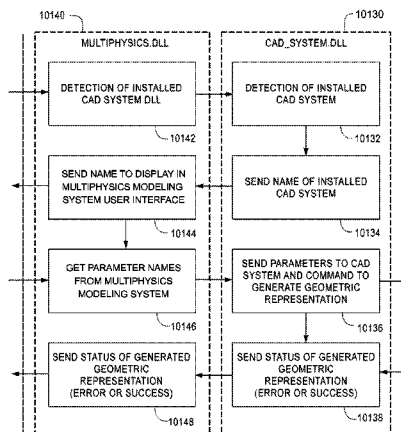 10140
10130
MULTIPHYSICS.DLL
CAD_SYSTEM.DLL
DETECTION OF INSTALLED
CAD SYSTEM DLL
10142
DETECTION OF INSTALLED
CAD SYSTEM
10132
SEND NAME TO DISPLAY IN
MULTIPHYSICS MODELING
SYSTEM USER INTERFACE
10144
SEND NAME OF INSTALLED
CAD SYSTEM
10134
GET PARAMETER NAMES
FROM MULTIPHYSICS
MODELING SYSTEM
10146
SEND PARAMETERS TO CAD
SYSTEM AND COMMAND TO
GENERATE GEOMETRIC
REPRESENTATION
10136
SEND STATUS OF GENERATED
GEOMETRIC
REPRESENTATION
(ERROR OR SUCCESS)
10148
SEND STATUS OF GENERATED
GEOMETRIC
REPRESENTATION
(ERROR OR SUCCESS)
10138